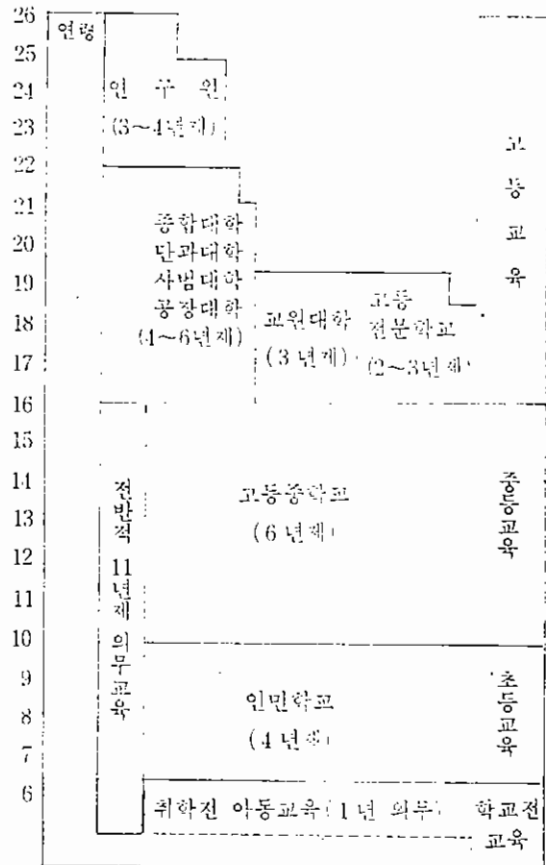 26
연령
25
24
연 구 원
23
(3~4년제)
22
21
종합대학
20
단과대학
19
사범대학
고등
공장대학
18
교원대학
전문학교
(4~6년제)
17
(3년제)
(2~3년제)
고등교육
16
15
14
고등중학교
13
(6년제)
12
중등교육
11
전반적 11년제 의무교육
10
9
인민학교
8
(4년제)
7
초등교육
6
취학전 아동교육(1년 의무)
학교전
교육